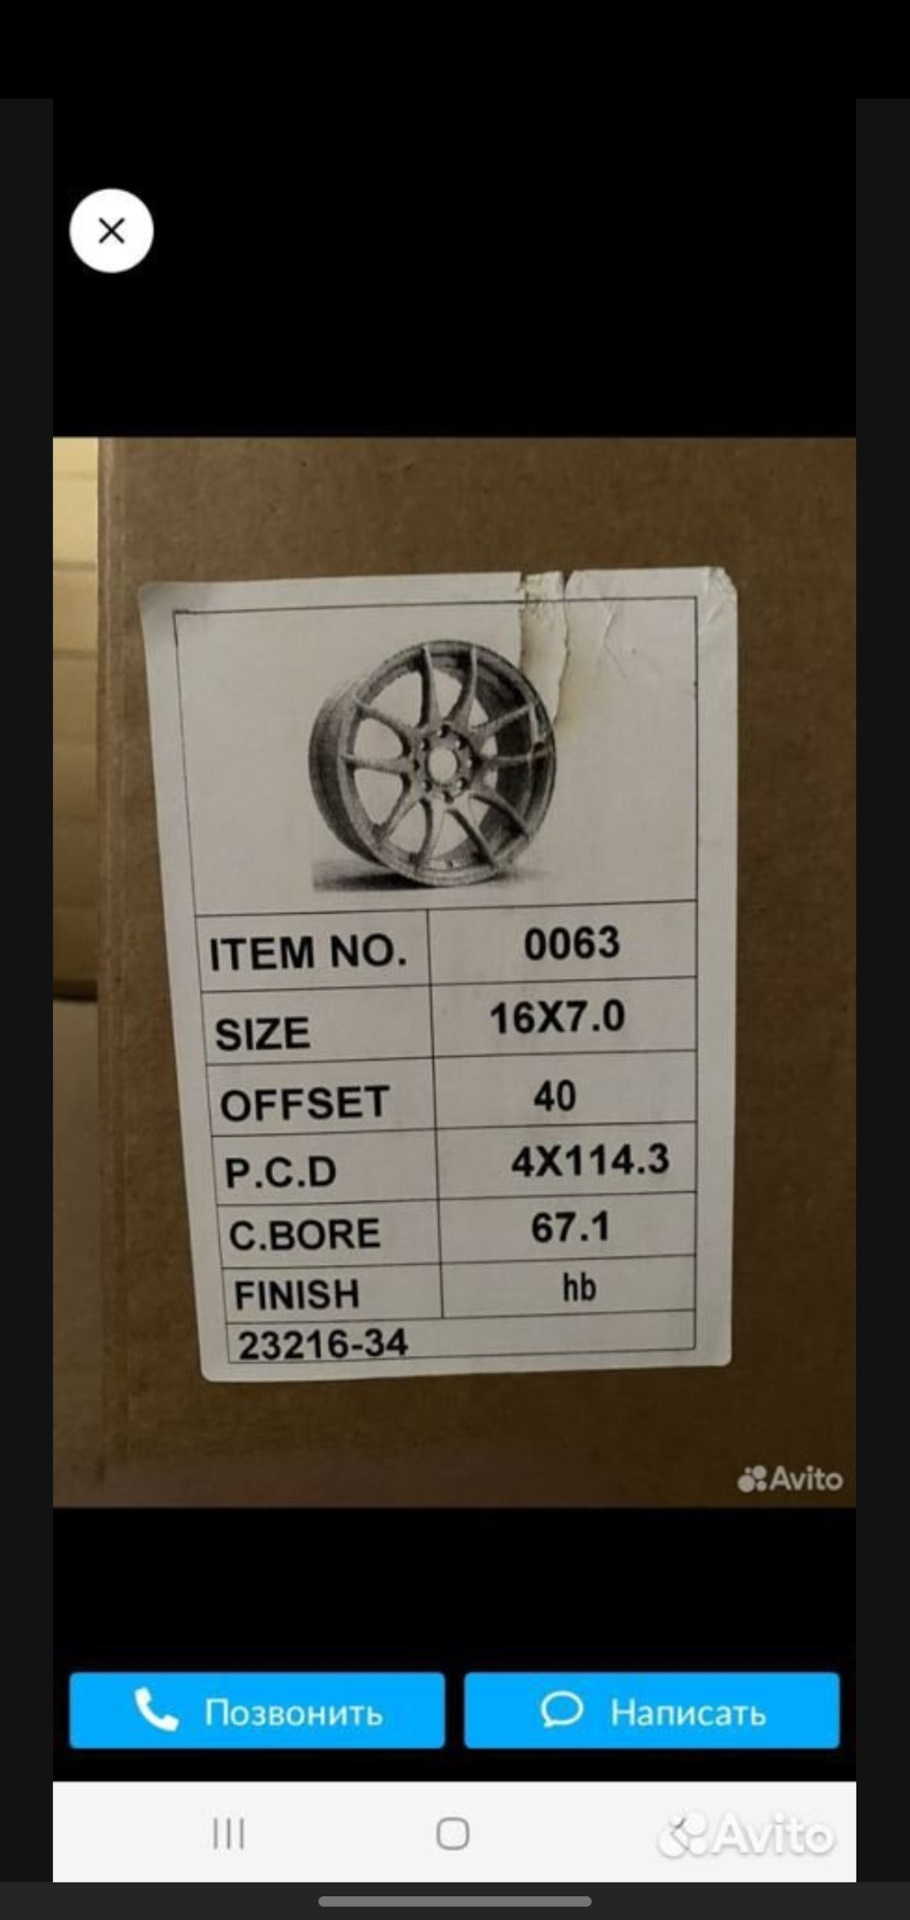 ITEM NO. 0063
SIZE 16X7.0
OFFSET 40
P.C.D 4X114.3
C.BORE 67.1
FINISH hb
23216-34
Avito
Позвонить
Написать
Avito